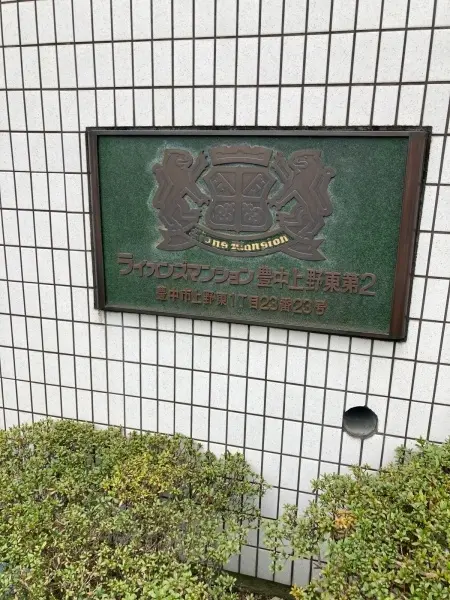 Lions Mansion
ライオンズマンション豊中上野東第2
豊中市上野東1丁目23番23号